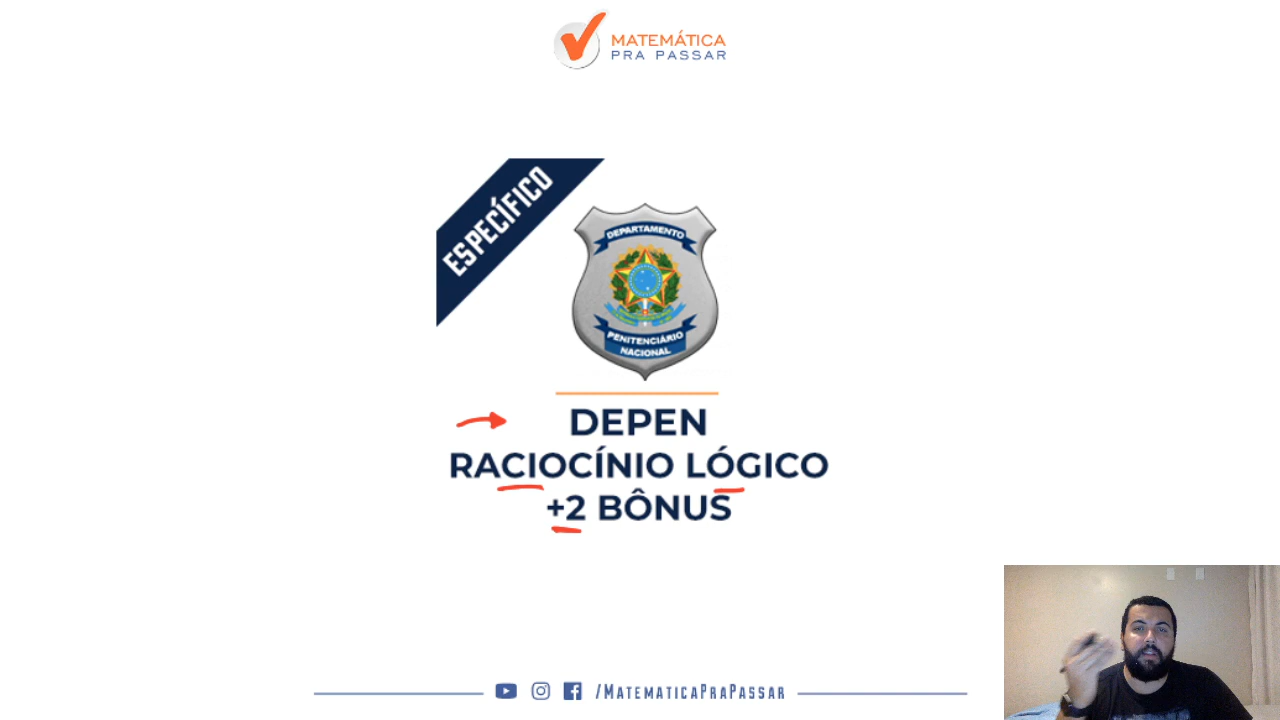 MATEMÁTICA
PRA PASSAR
ESPECÍFICO
DEPARTAMENTO
PENITENCIÁRIO
NACIONAL
DEPEN
RACIOCÍNIO LÓGICO
+2 BÔNUS
/MATEMATICAPRAPASSAR